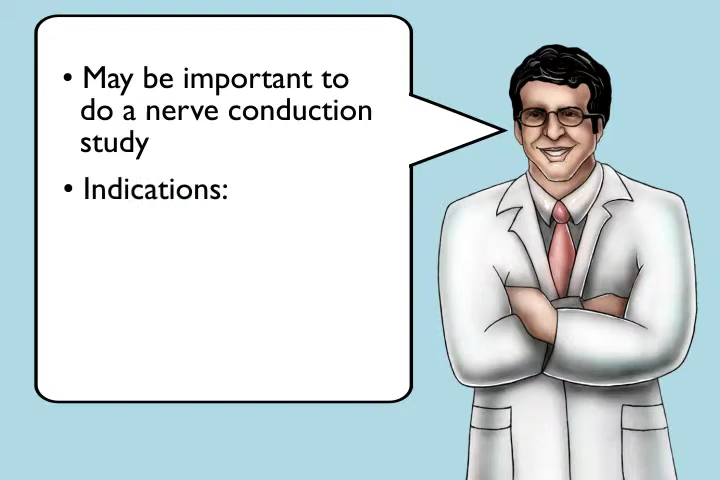 • May be important to
do a nerve conduction
study
• Indications: